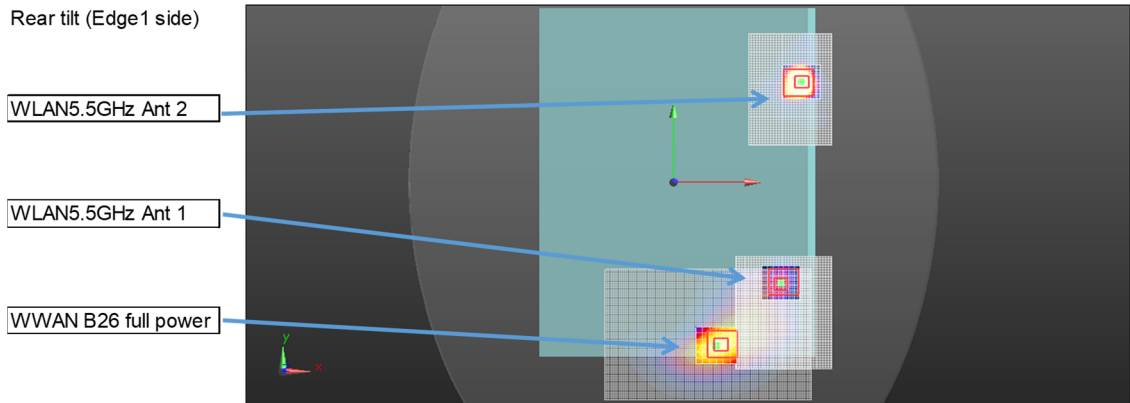 Rear tilt (Edge1 side)
WLAN5.5GHz Ant 2
WLAN5.5GHz Ant 1
WWAN B26 full power
y
x